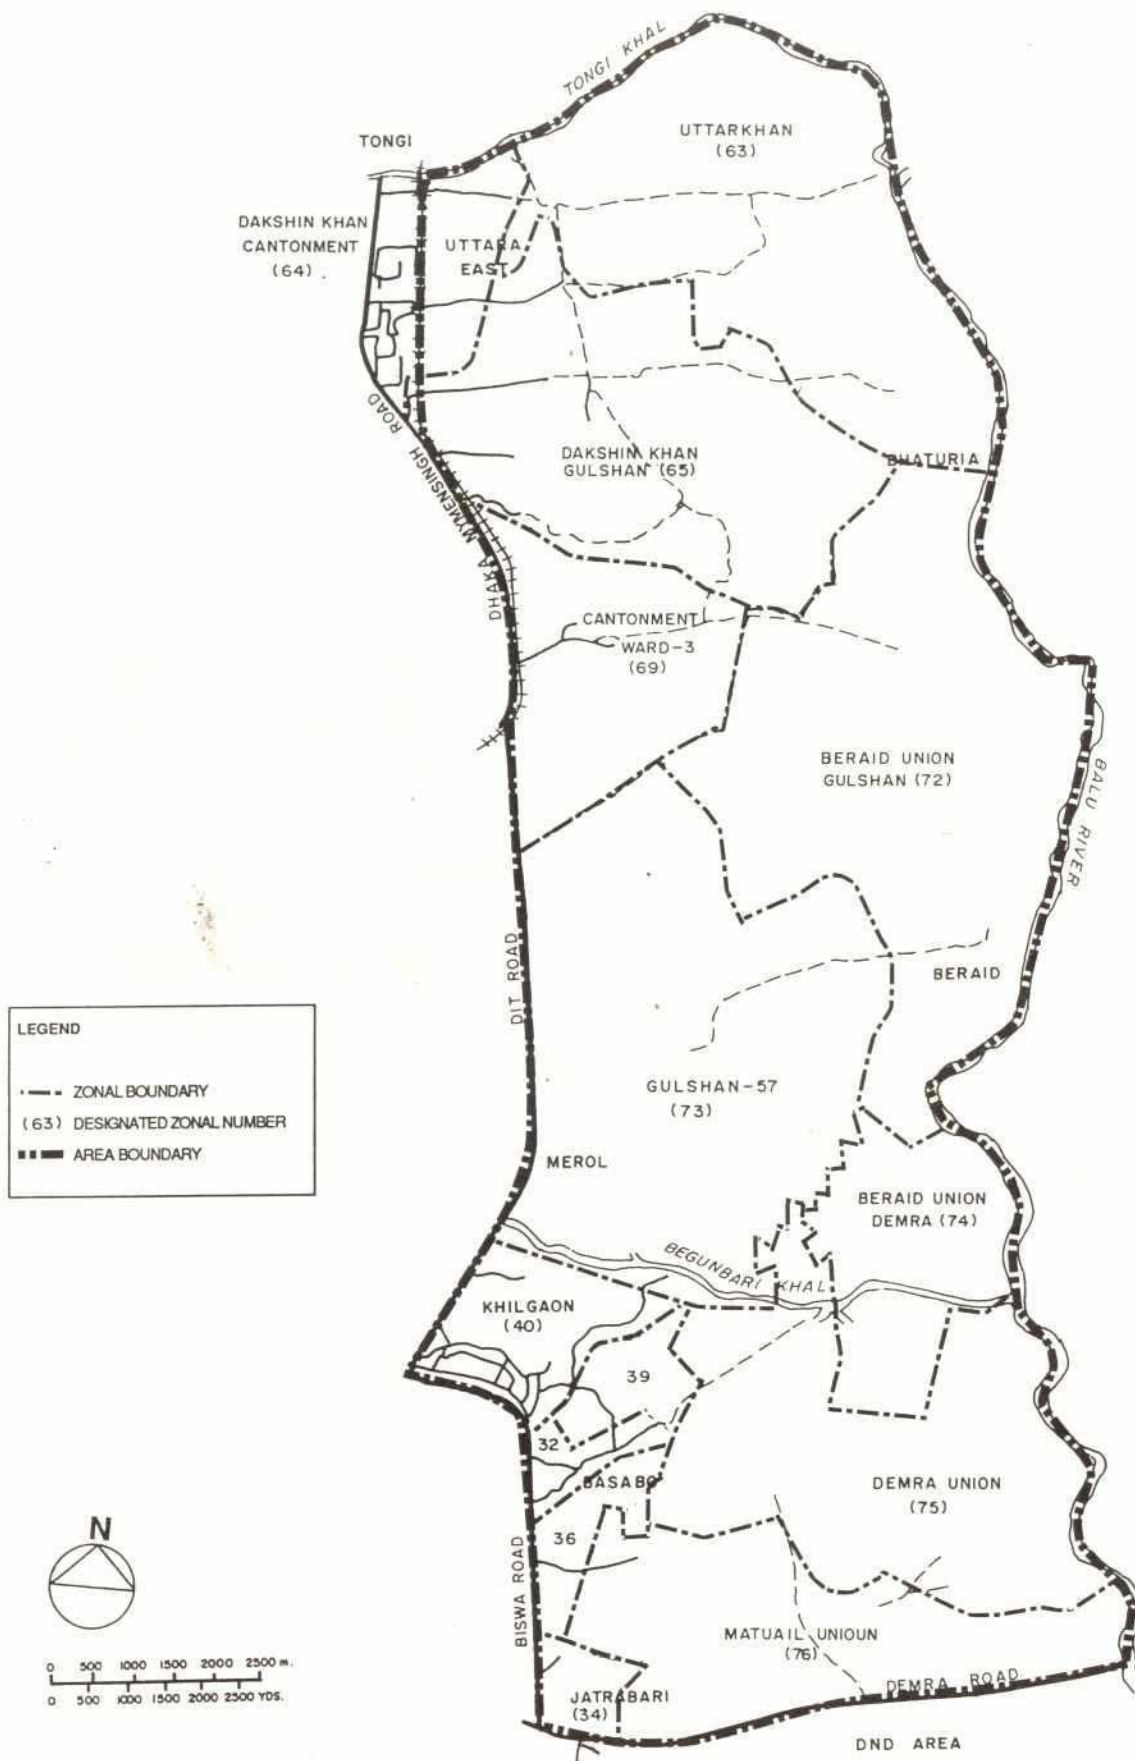 TONGI KHAL
UTTARKHAN
(63)
TONGI
DAKSHIN KHAN
CANTONMENT
(64)
UTTARA
EAST
DHAKA MYMENSINGH ROAD
DAKSHIN KHAN
GULSHAN (65)
BHATURIA
CANTONMENT
WARD-3
(69)
BERAID UNION
GULSHAN (72)
BALU RIVER
DIT ROAD
BERAID
LEGEND
ZONAL BOUNDARY
(63) DESIGNATED ZONAL NUMBER
AREA BOUNDARY
GULSHAN-57
(73)
MEROL
BERAID UNION
DEMRA (74)
BEGUNBARI KHAL
KHILGAON
(40)
39
32
BASABO
DEMRA UNION
(75)
36
N
BISWA ROAD
MATUAIL UNIOUN
(76)
0 500 1000 1500 2000 2500 m.
0 500 1000 1500 2000 2500 YDS.
JATRABARI
(34)
DEMRA ROAD
DND AREA